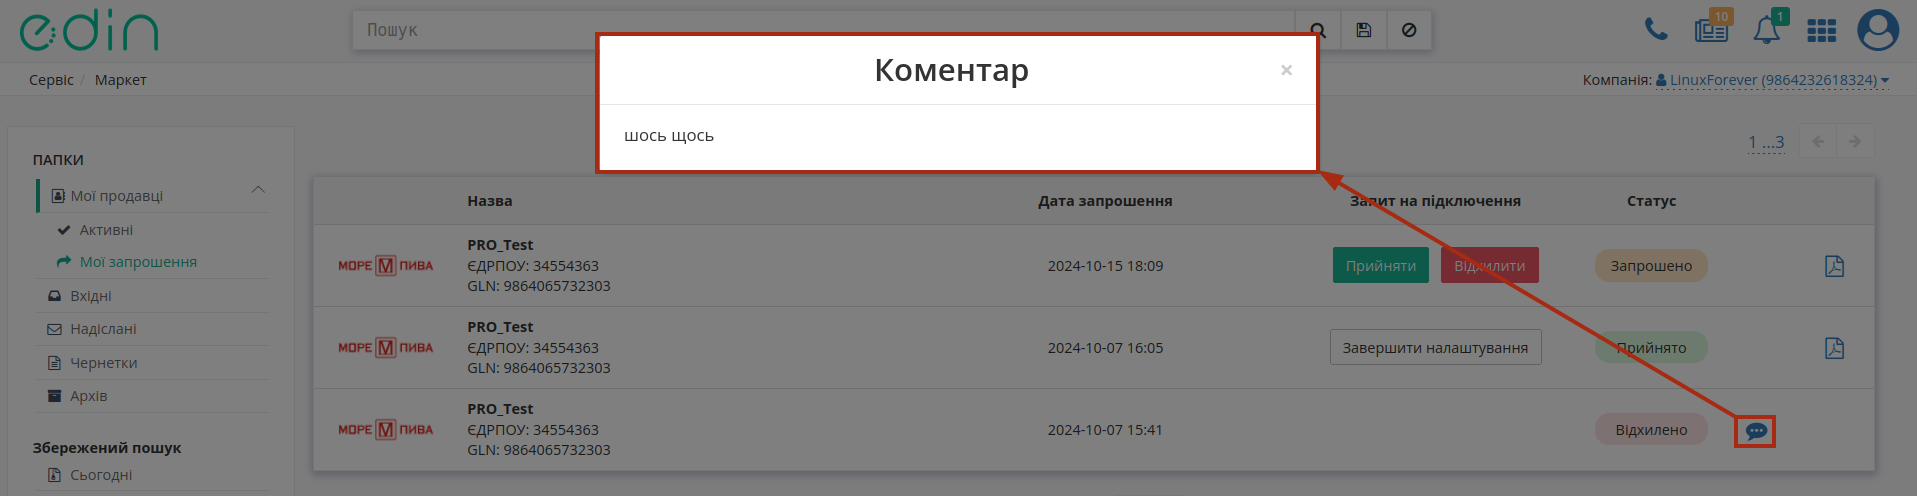 edin
Пошук
10
1
Сервіс / Маркет
Компанія: LinuxForever (9864232618324)
Коментар
×
шось щось
1 ...3
ПАПКИ
Мої продавці
Активні
Мої запрошення
Вхідні
Надіслані
Чернетки
Архів
Збережений пошук
Сьогодні
Назва Дата запрошення Запит на підключення Статус
МОРЕ М ПИВА
PRO_Test
ЄДРПОУ: 34554363
GLN: 9864065732303
2024-10-15 18:09
Прийняти Відхилити
Запрошено
МОРЕ М ПИВА
PRO_Test
ЄДРПОУ: 34554363
GLN: 9864065732303
2024-10-07 16:05
Завершити налаштування
Прийнято
МОРЕ М ПИВА
PRO_Test
ЄДРПОУ: 34554363
GLN: 9864065732303
2024-10-07 15:41
Відхилено